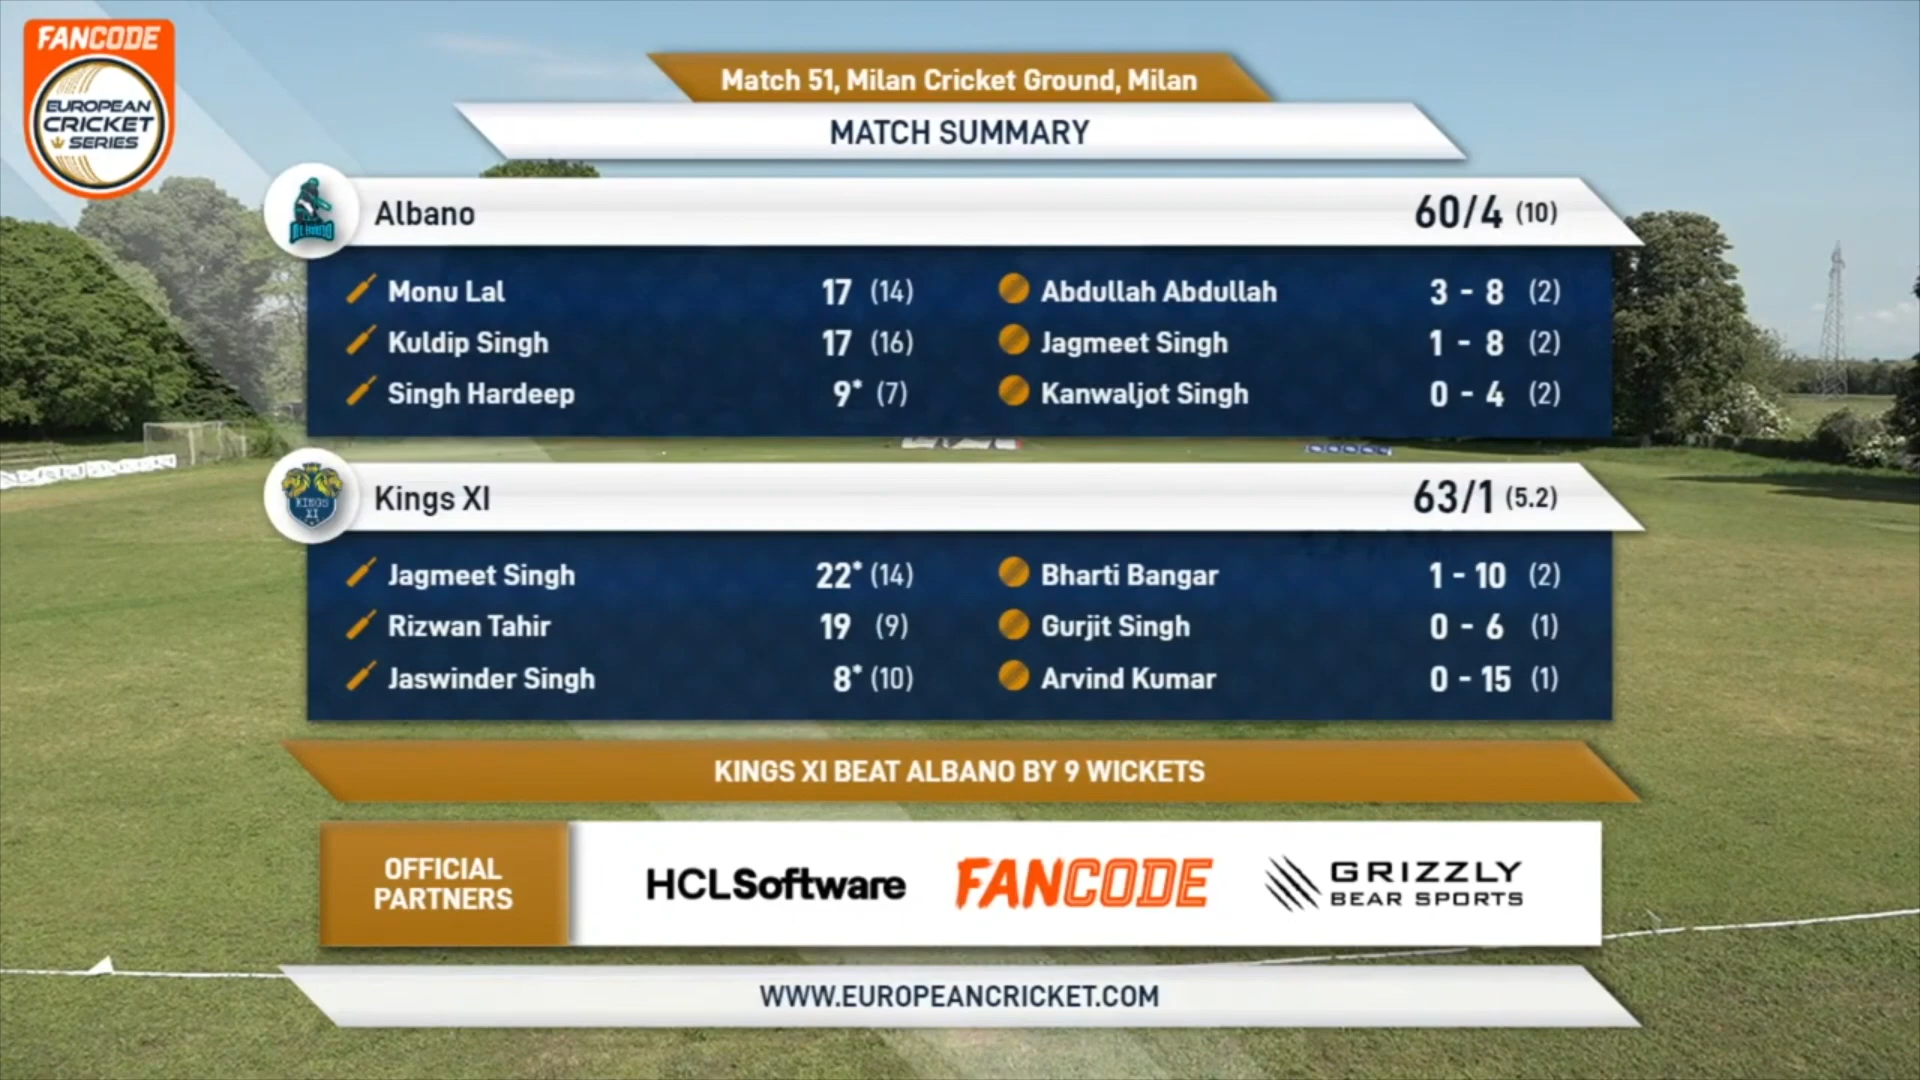 FANCODE
EUROPEAN
CRICKET
SERIES
Match 51, Milan Cricket Ground, Milan
MATCH SUMMARY
Albano 60/4 (10)
Monu Lal 17 (14) Abdullah Abdullah 3 - 8 (2)
Kuldip Singh 17 (16) Jagmeet Singh 1 - 8 (2)
Singh Hardeep 9* (7) Kanwaljot Singh 0 - 4 (2)
KINGS
XI
Kings XI 63/1 (5.2)
Jagmeet Singh 22* (14) Bharti Bangar 1 - 10 (2)
Rizwan Tahir 19 (9) Gurjit Singh 0 - 6 (1)
Jaswinder Singh 8* (10) Arvind Kumar 0 - 15 (1)
KINGS XI BEAT ALBANO BY 9 WICKETS
OFFICIAL
PARTNERS
HCLSoftware FANCODE GRIZZLY
BEAR SPORTS
WWW.EUROPEANCRICKET.COM